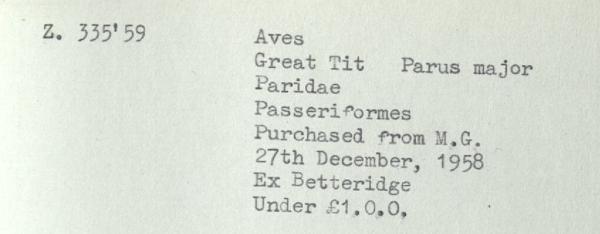 Z. 335'59
Aves
Great Tit Parus major
Paridae
Passeriformes
Purchased from M.G.
27th December, 1958
Ex Betteridge
Under £1.0.0.